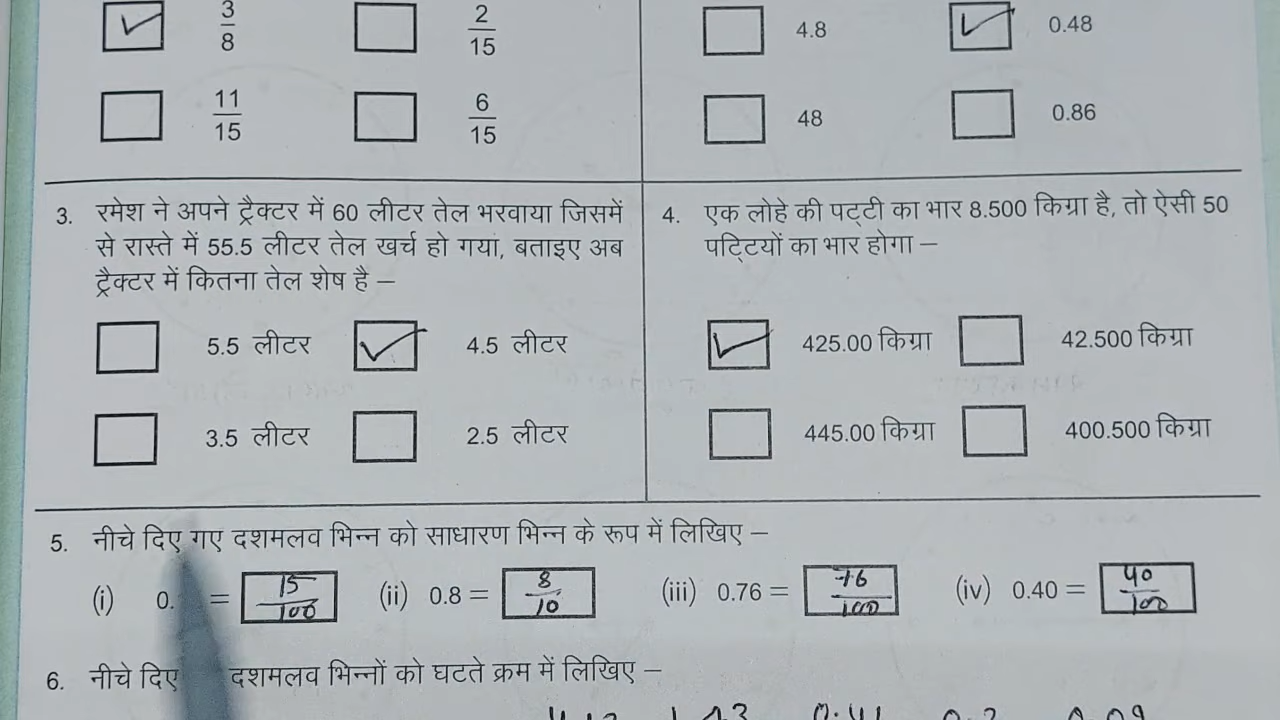 ✓ 3/8 2/15
11/15 6/15
4.8 ✓ 0.48
48 0.86
3. रमेश ने अपने ट्रैक्टर में 60 लीटर तेल भरवाया जिसमें
से रास्ते में 55.5 लीटर तेल खर्च हो गया, बताइए अब
ट्रैक्टर में कितना तेल शेष है –
5.5 लीटर ✓ 4.5 लीटर
3.5 लीटर 2.5 लीटर
4. एक लोहे की पट्टी का भार 8.500 किग्रा है, तो ऐसी 50
पट्टियों का भार होगा –
✓ 425.00 किग्रा 42.500 किग्रा
445.00 किग्रा 400.500 किग्रा
5. नीचे दिए गए दशमलव भिन्न को साधारण भिन्न के रूप में लिखिए –
(i) 0. = 15/100 (ii) 0.8 = 8/10 (iii) 0.76 = 76/100 (iv) 0.40 = 40/100
6. नीचे दिए दशमलव भिन्नों को घटते क्रम में लिखिए –